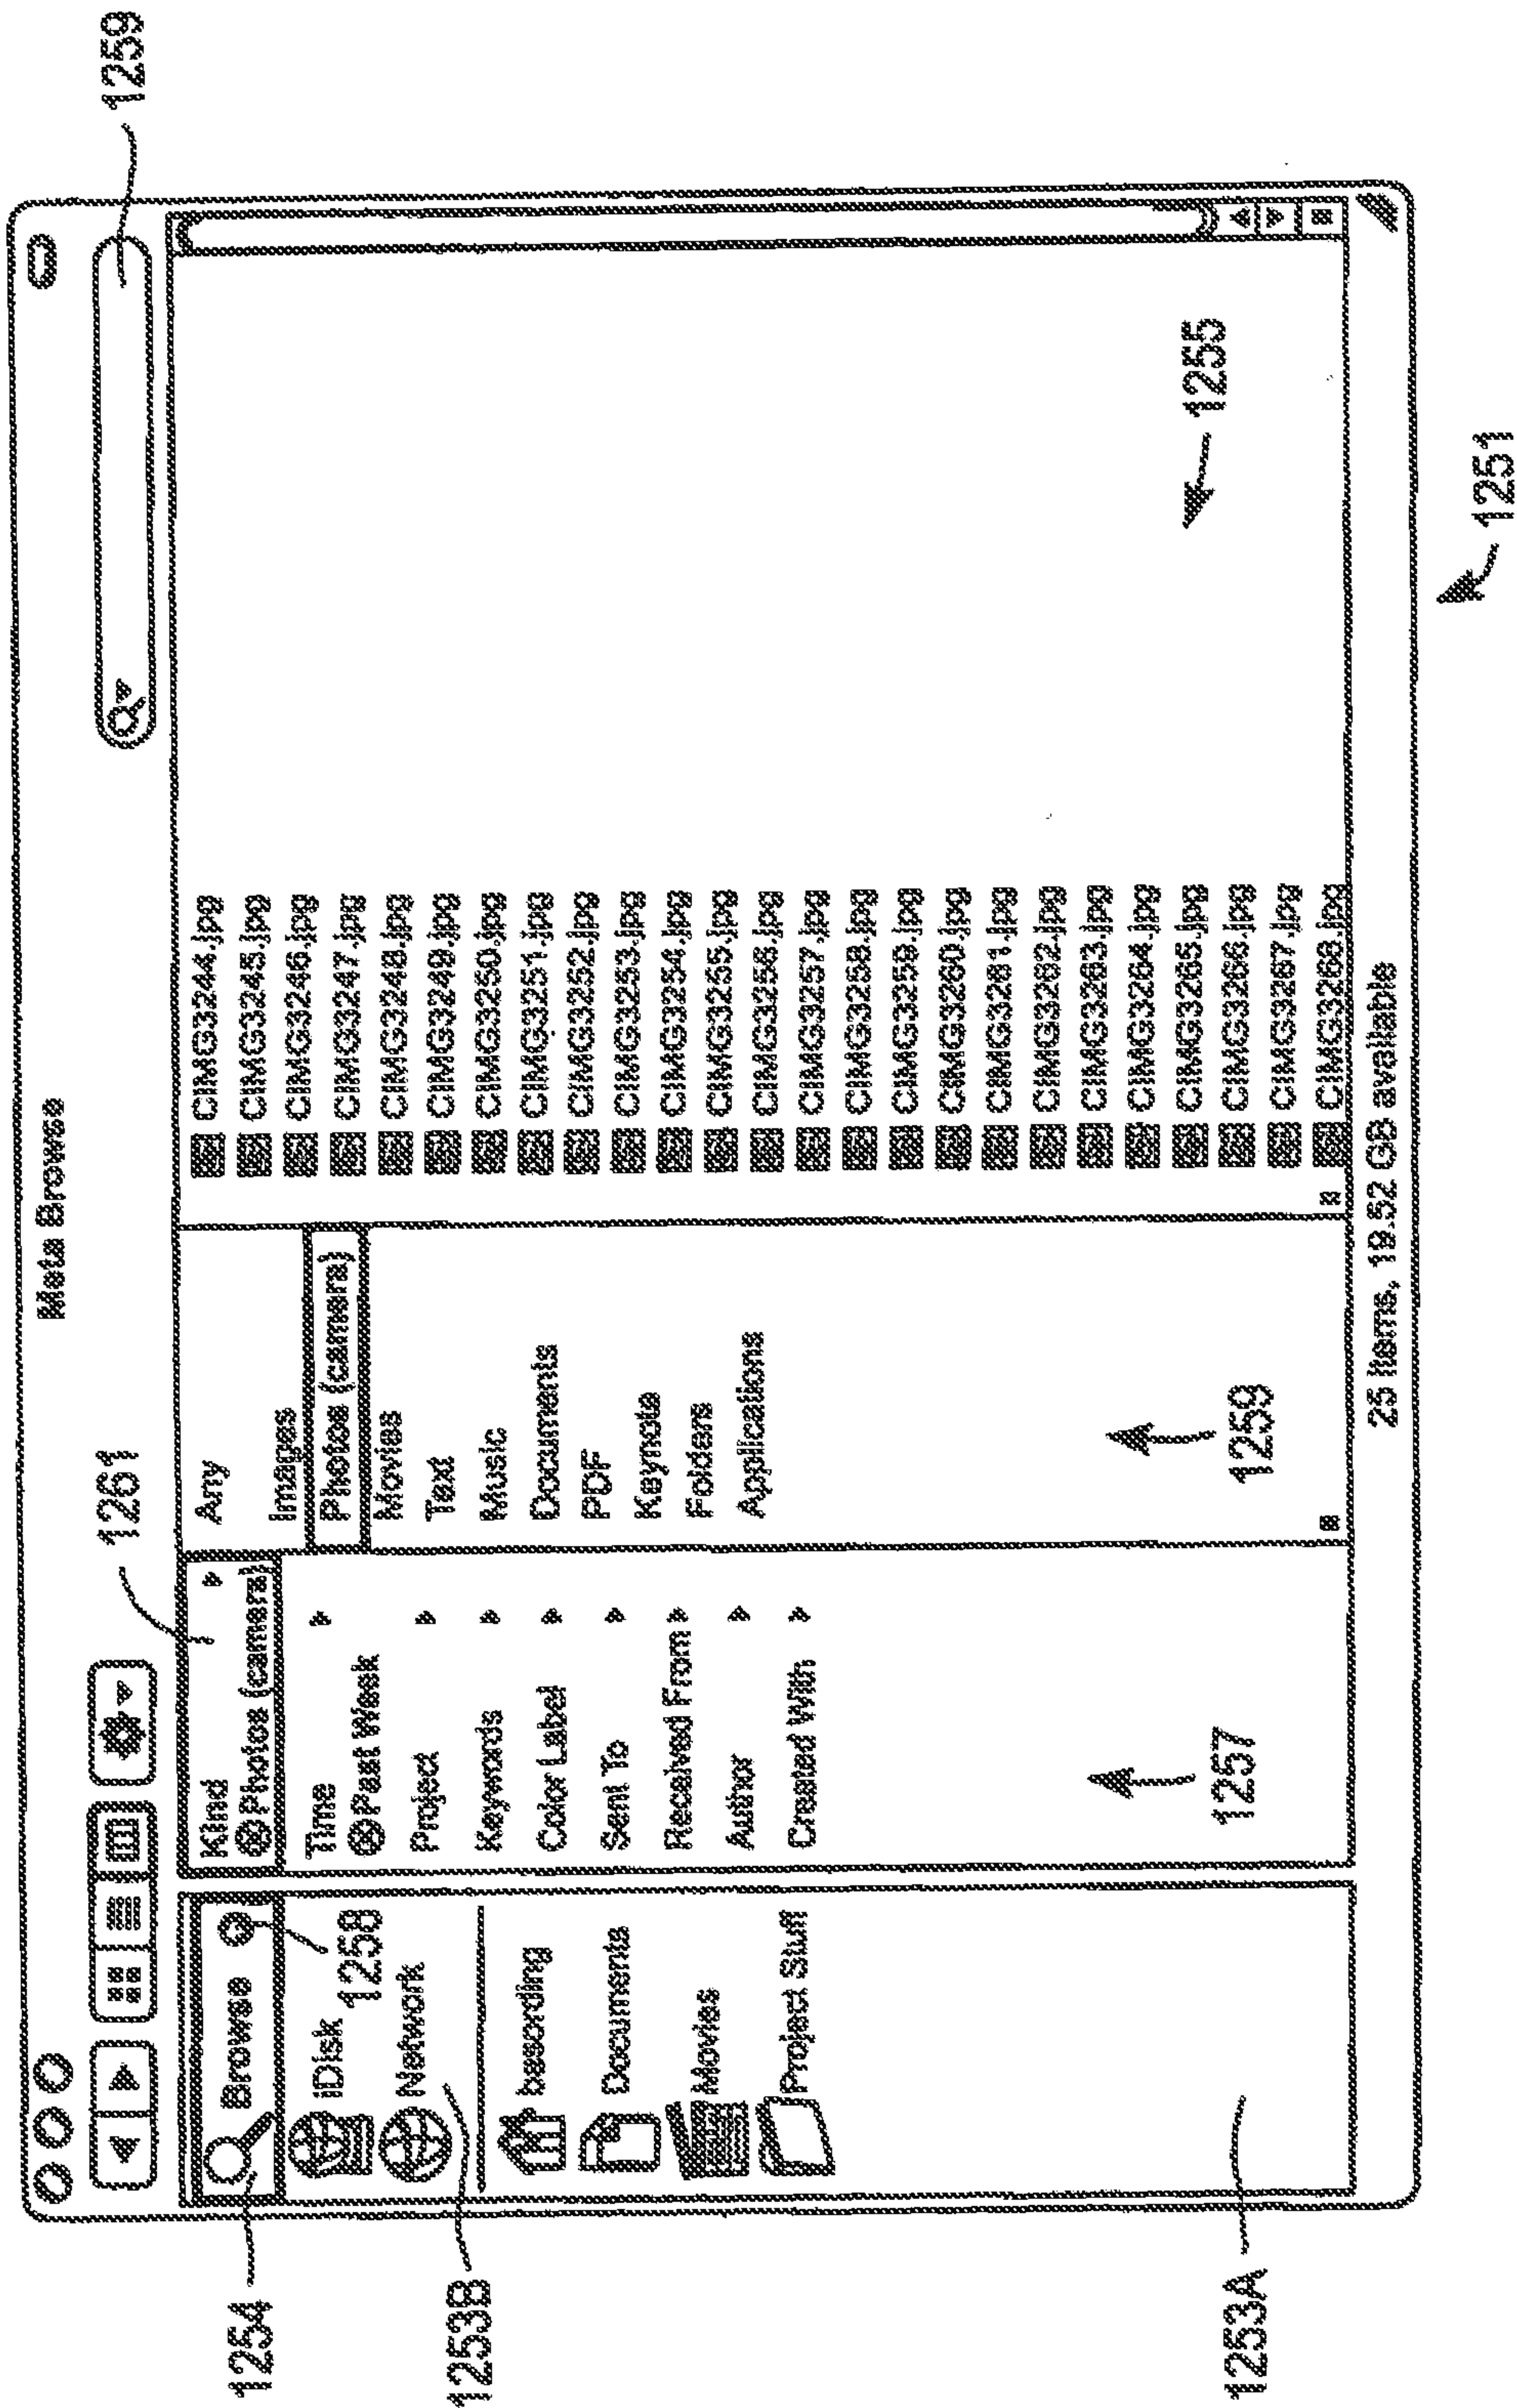 1259
Meta Browse
1261
1254
Browse
1258
iDisk
Network
1253B
basording
Documents
Movies
Project Stuff
1253A
Kind
Photos (camera)
Time
Past Week
Project
Keywords
Color Label
Sent To
Received From
Author
Created With
1257
Any
Images
Photos (camera)
Movies
Text
Music
Documents
PDF
Keynote
Folders
Applications
1259
CIMG3244.jpg
CIMG3245.jpg
CIMG3246.jpg
CIMG3247.jpg
CIMG3248.jpg
CIMG3249.jpg
CIMG3250.jpg
CIMG3251.jpg
CIMG3252.jpg
CIMG3253.jpg
CIMG3254.jpg
CIMG3255.jpg
CIMG3256.jpg
CIMG3257.jpg
CIMG3258.jpg
CIMG3259.jpg
CIMG3260.jpg
CIMG3261.jpg
CIMG3262.jpg
CIMG3263.jpg
CIMG3264.jpg
CIMG3265.jpg
CIMG3266.jpg
CIMG3267.jpg
CIMG3268.jpg
1255
25 items, 19.52 GB available
1251